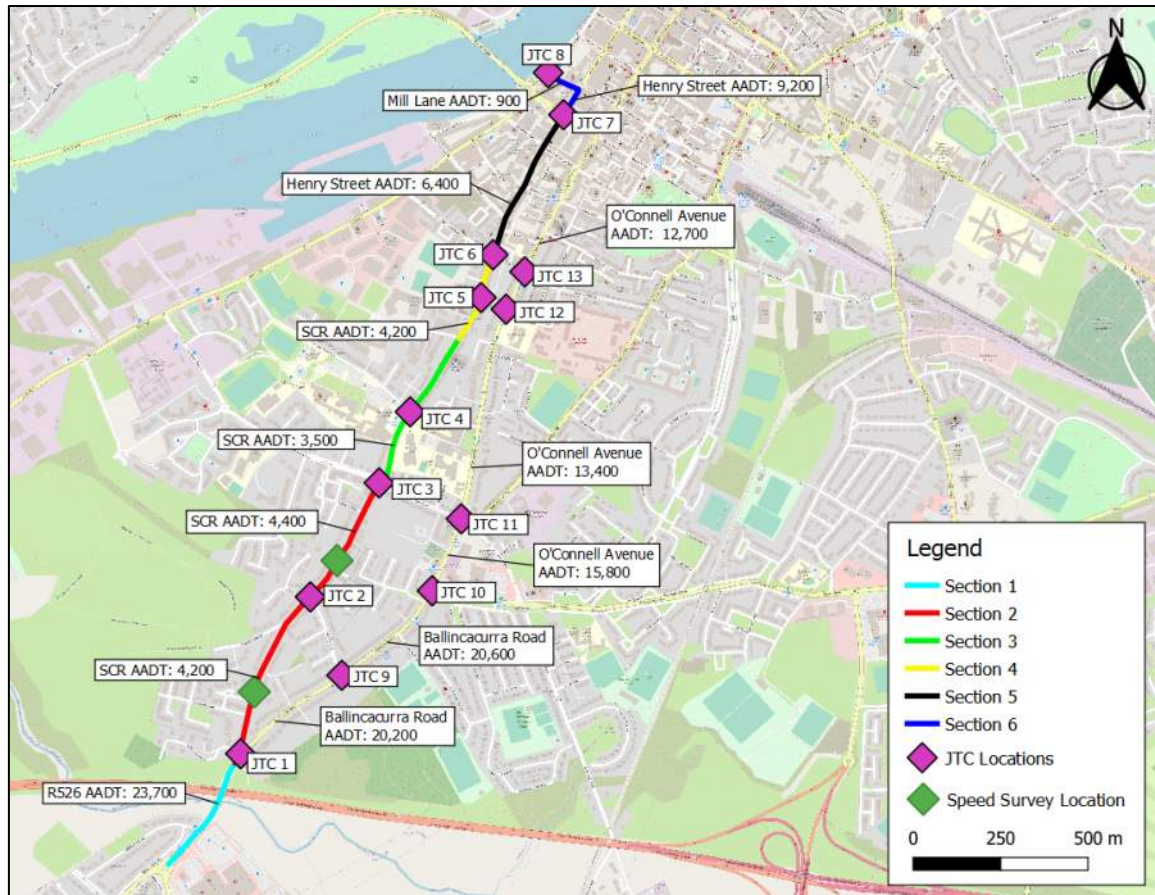 N
JTC 8
Mill Lane AADT: 900
Henry Street AADT: 9,200
JTC 7
Henry Street AADT: 6,400
O'Connell Avenue
AADT: 12,700
JTC 6
JTC 13
JTC 5
JTC 12
SCR AADT: 4,200
JTC 4
SCR AADT: 3,500
O'Connell Avenue
AADT: 13,400
JTC 3
SCR AADT: 4,400
JTC 11
O'Connell Avenue
AADT: 15,800
JTC 2
JTC 10
Ballincacurra Road
AADT: 20,600
SCR AADT: 4,200
JTC 9
Ballincacurra Road
AADT: 20,200
JTC 1
R526 AADT: 23,700
Legend
Section 1
Section 2
Section 3
Section 4
Section 5
Section 6
JTC Locations
Speed Survey Location
0 250 500 m